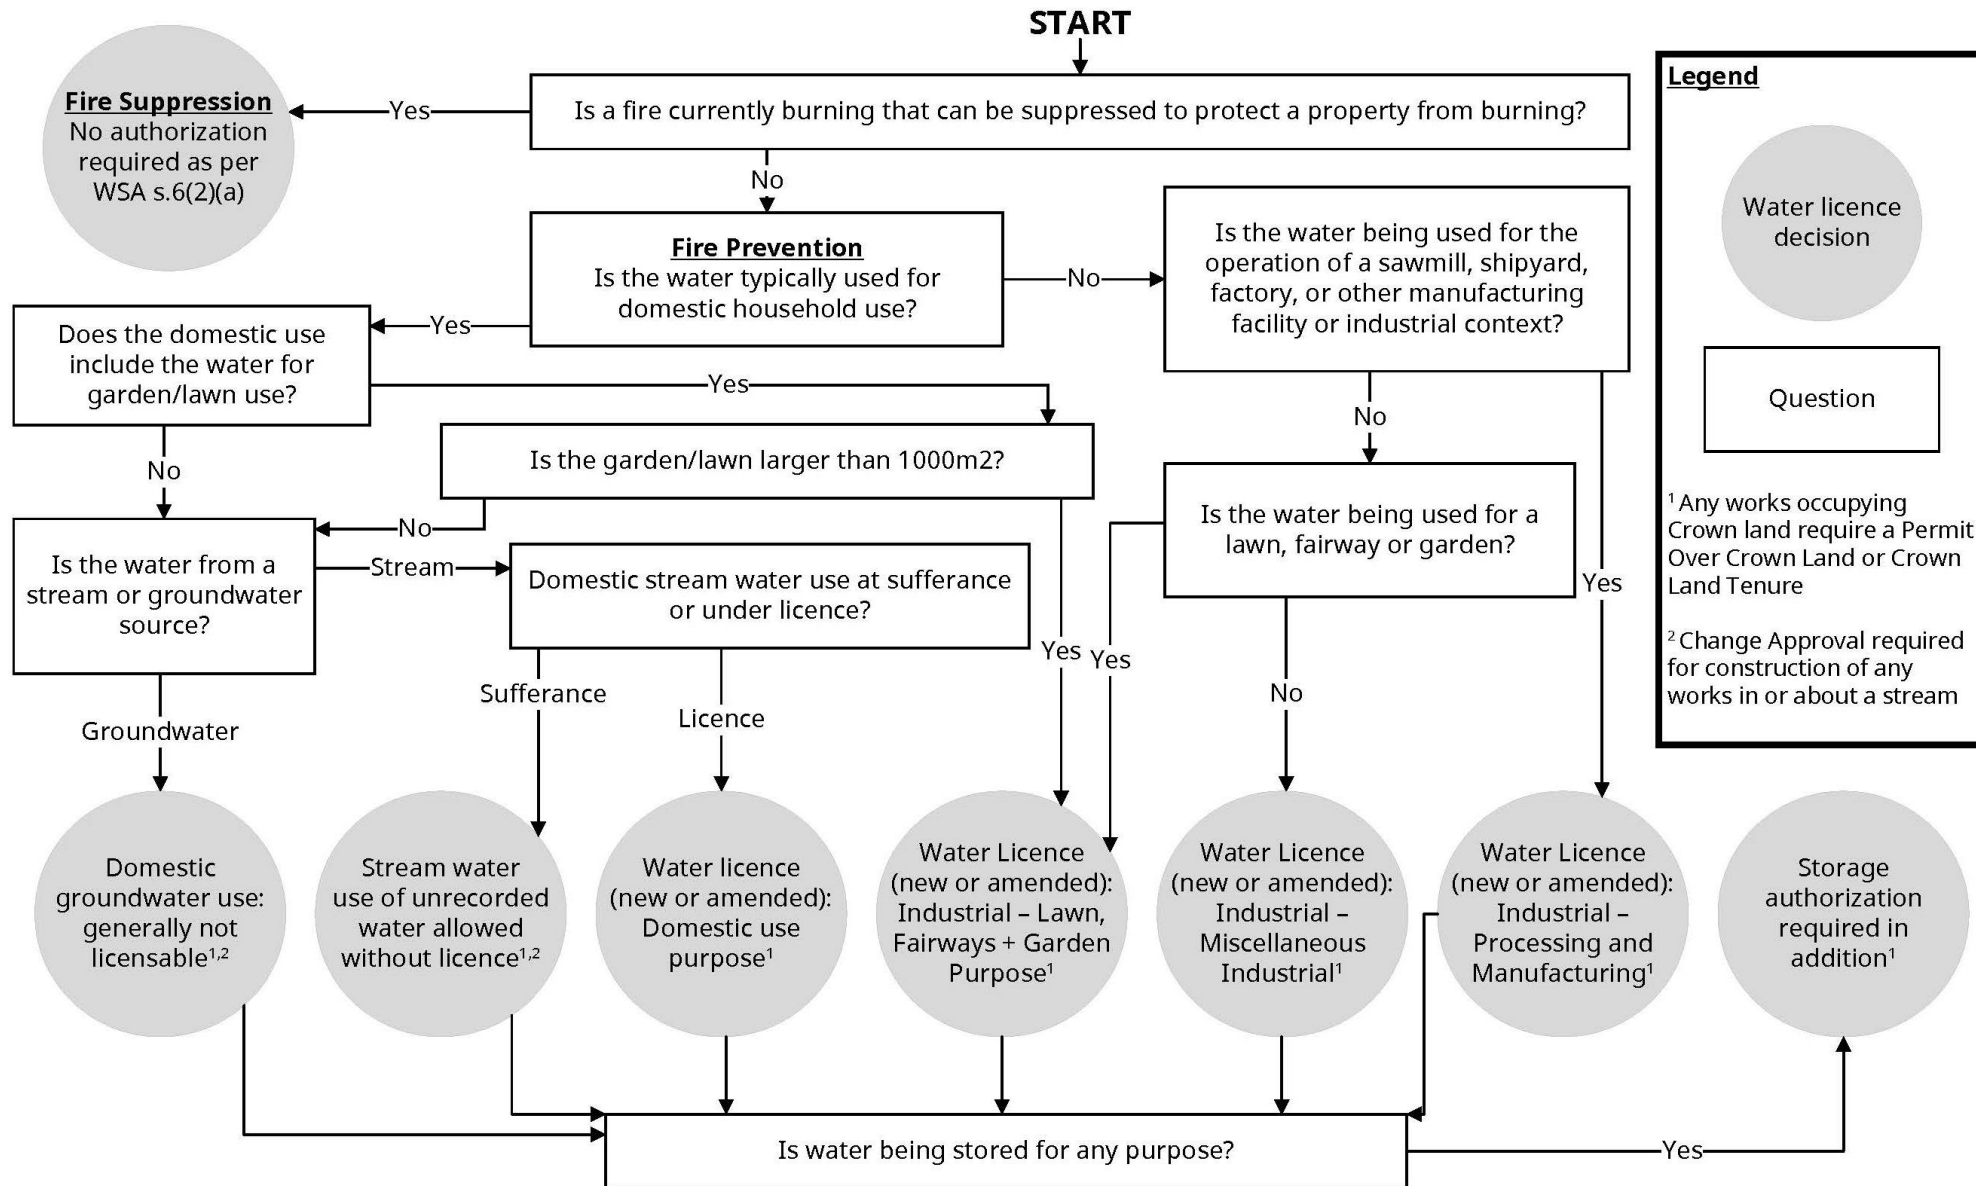 START
Is a fire currently burning that can be suppressed to protect a property from burning?
Yes
Fire Suppression
No authorization
required as per
WSA s.6(2)(a)
No
Fire Prevention
Is the water typically used for
domestic household use?
No
Is the water being used for the
operation of a sawmill, shipyard,
factory, or other manufacturing
facility or industrial context?
Yes
Does the domestic use
include the water for
garden/lawn use?
Yes
No
Is the garden/lawn larger than 1000m2?
No
No
Is the water being used for a
lawn, fairway or garden?
Is the water from a
stream or groundwater
source?
Stream
Domestic stream water use at sufferance
or under licence?
Yes
Yes
Yes
No
Sufferance
Licence
Groundwater
Domestic
groundwater use:
generally not
licensable¹,²
Stream water
use of unrecorded
water allowed
without licence¹,²
Water licence
(new or amended):
Domestic use
purpose¹
Water Licence
(new or amended):
Industrial – Lawn,
Fairways + Garden
Purpose¹
Water Licence
(new or amended):
Industrial –
Miscellaneous
Industrial¹
Water Licence
(new or amended):
Industrial –
Processing and
Manufacturing¹
Storage
authorization
required in
addition¹
Is water being stored for any purpose?
Yes
Legend
Water licence
decision
Question
¹ Any works occupying
Crown land require a Permit
Over Crown Land or Crown
Land Tenure
² Change Approval required
for construction of any
works in or about a stream